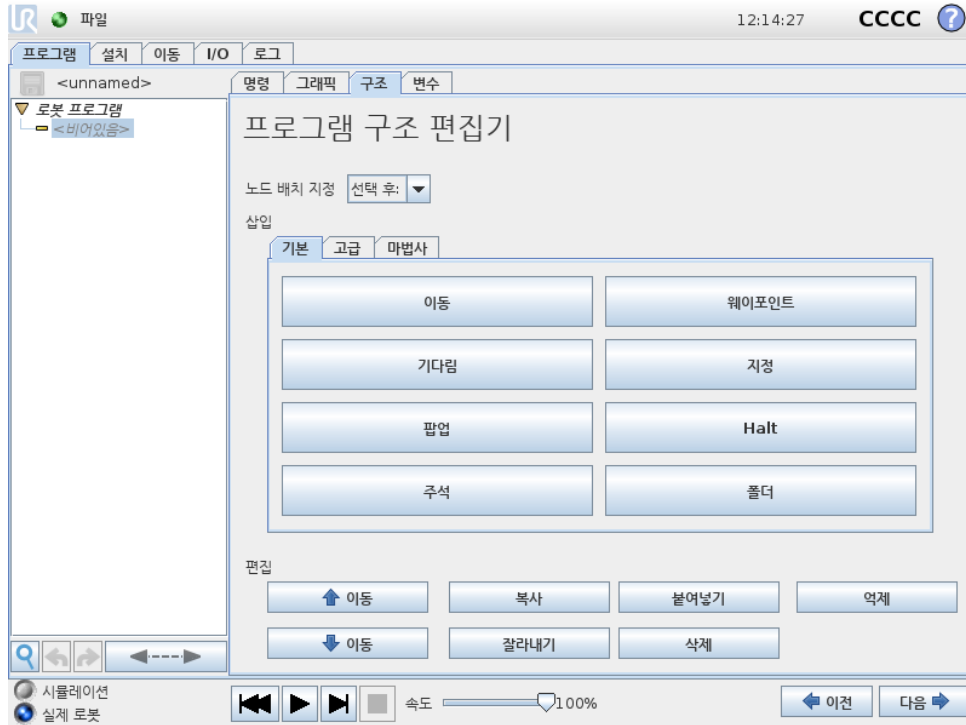 UR 파일 12:14:27 CCCC ?
프로그램 설치 이동 I/O 로그
<unnamed> 명령 그래픽 구조 변수
로봇 프로그램
<비어있음>
프로그램 구조 편집기
노드 배치 지정 선택 후:
삽입
기본 고급 마법사
이동 웨이포인트
기다림 지정
팝업 Halt
주석 폴더
편집
이동 복사 붙여넣기 억제
이동 잘라내기 삭제
시뮬레이션
실제 로봇
속도 100% 이전 다음